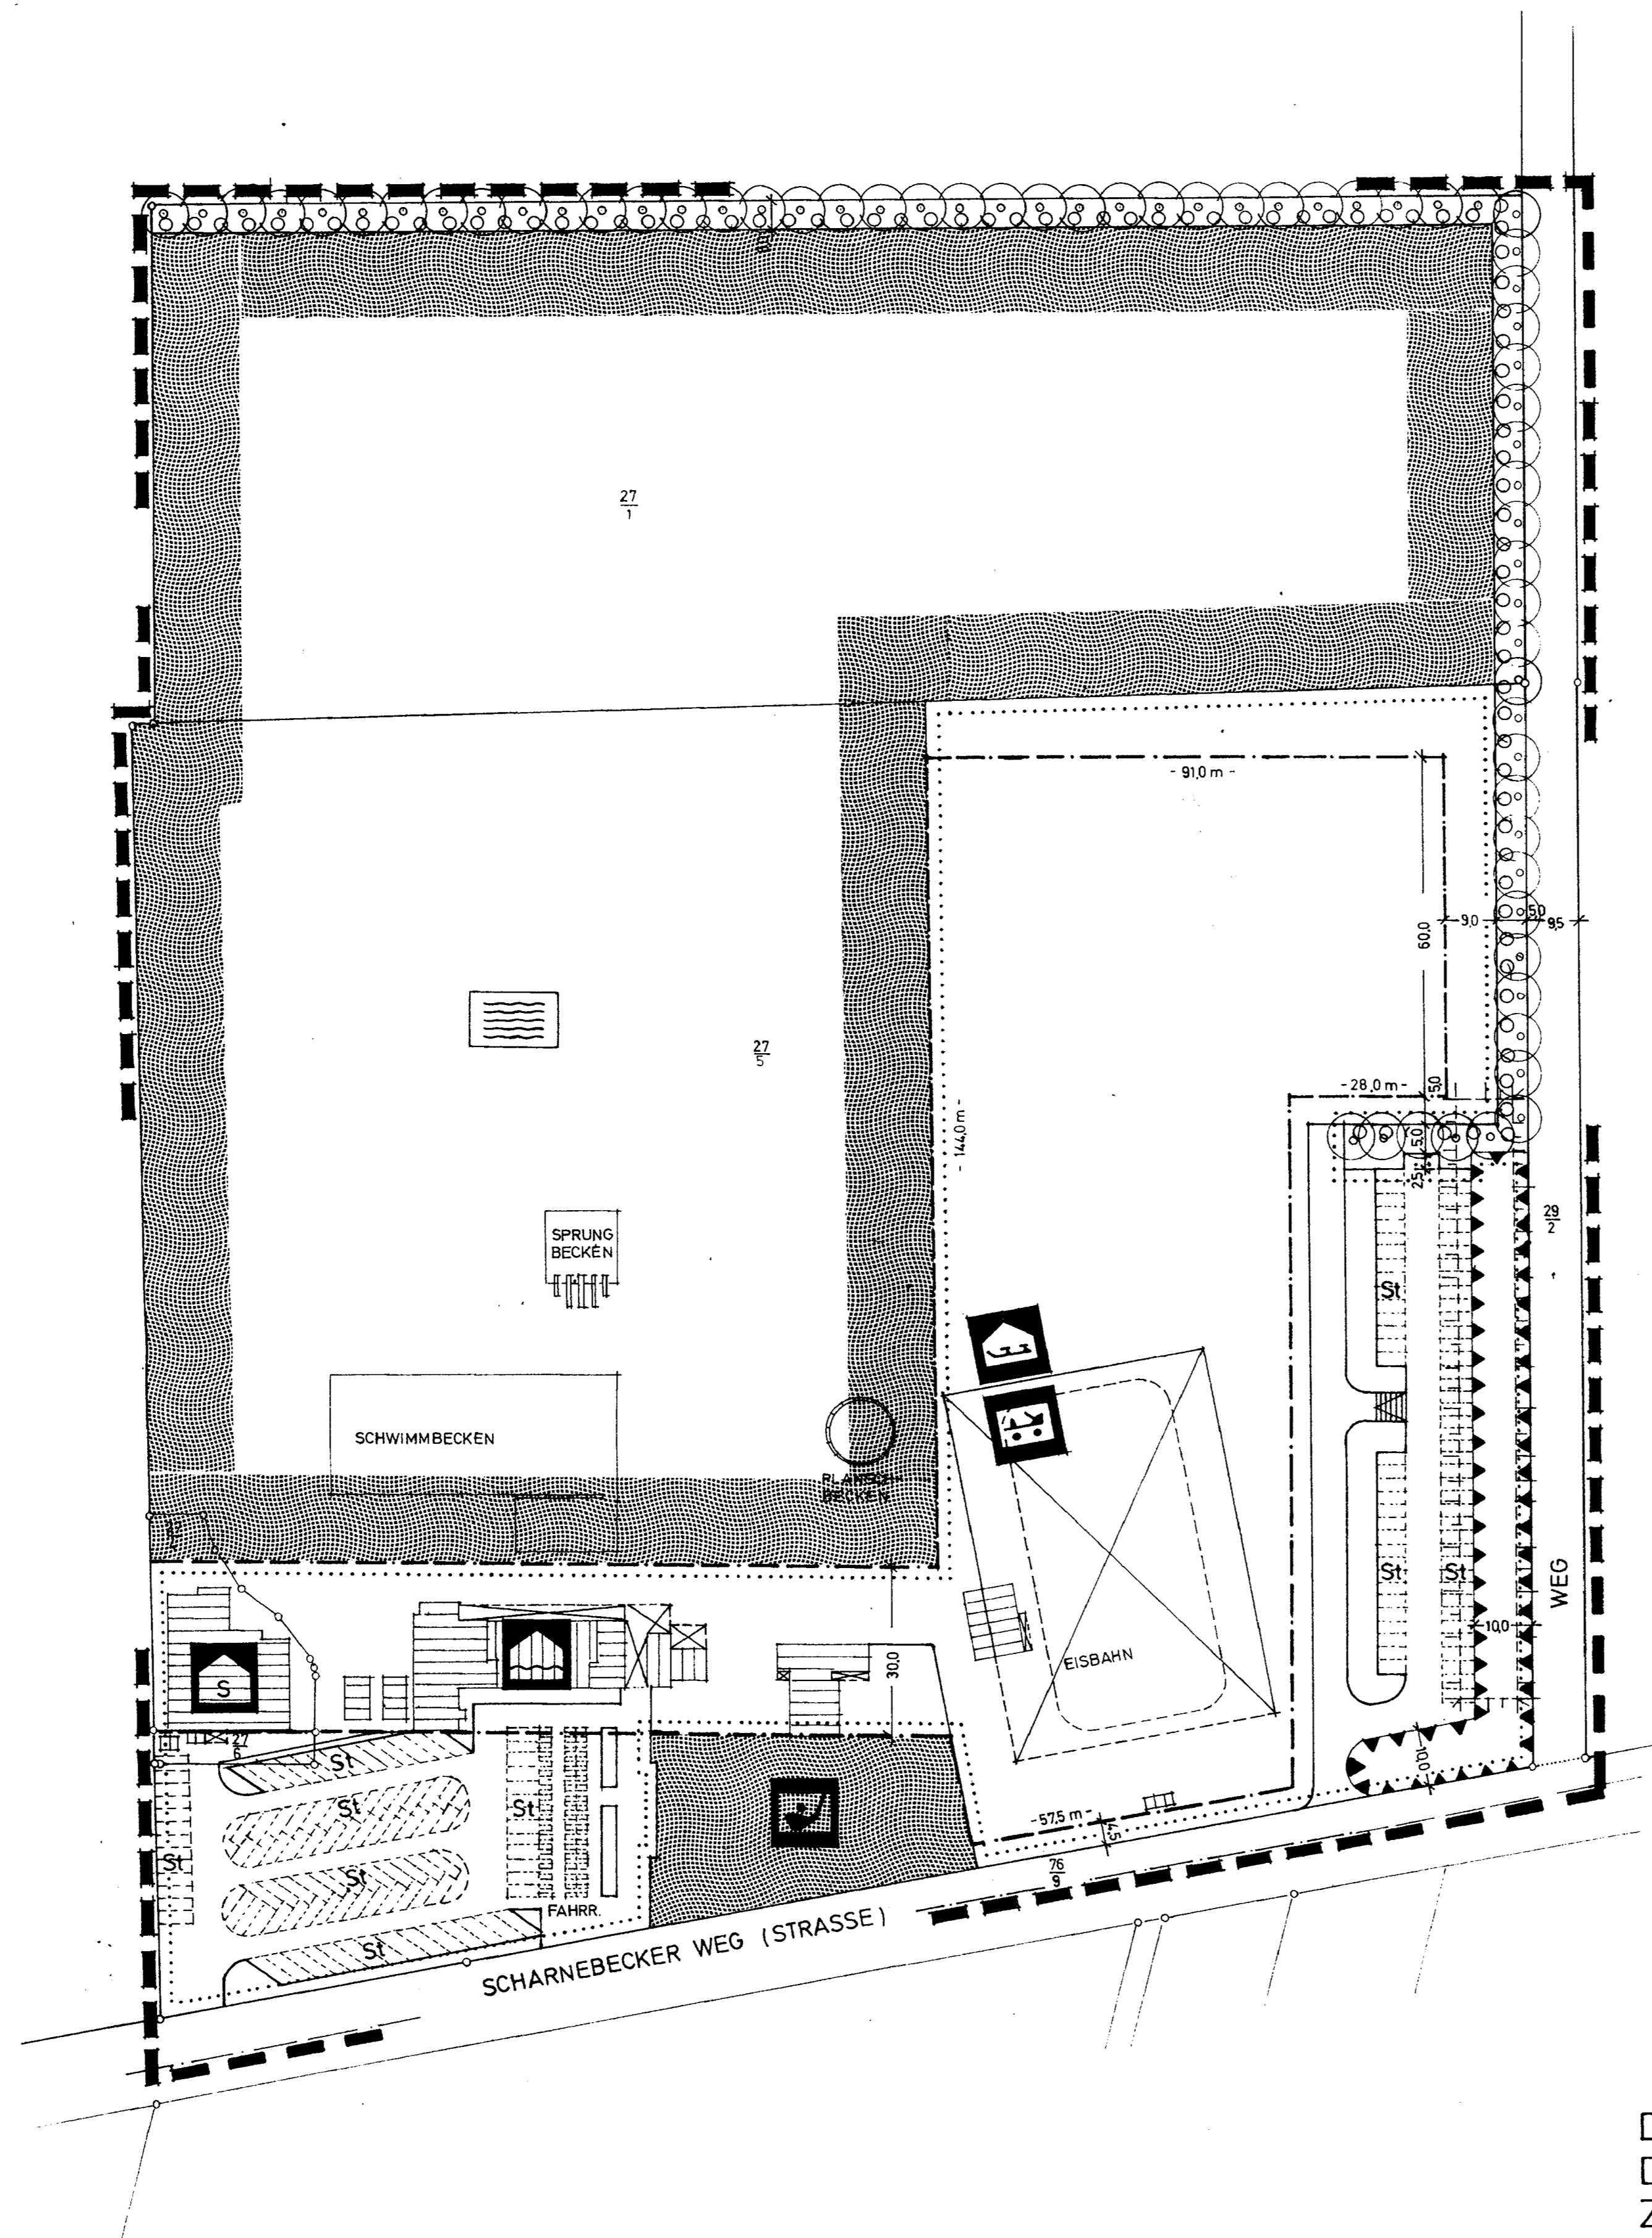 27
1
- 91,0 m -
60,0
9,0
5,0
9,5
27
5
- 28,0 m -
5,0
- 144,0 m -
5,0
2,5
29
2
SPRUNG
BECKEN
St
SCHWIMMBECKEN
PLANSCH-
BECKEN
St
St
WEG
10,0
EISBAHN
30,0
S
27
6
St
St
St
10,0
- 57,5 m -
4,5
St
St
76
9
FAHRR.
St
SCHARNEBECKER WEG (STRASSE)